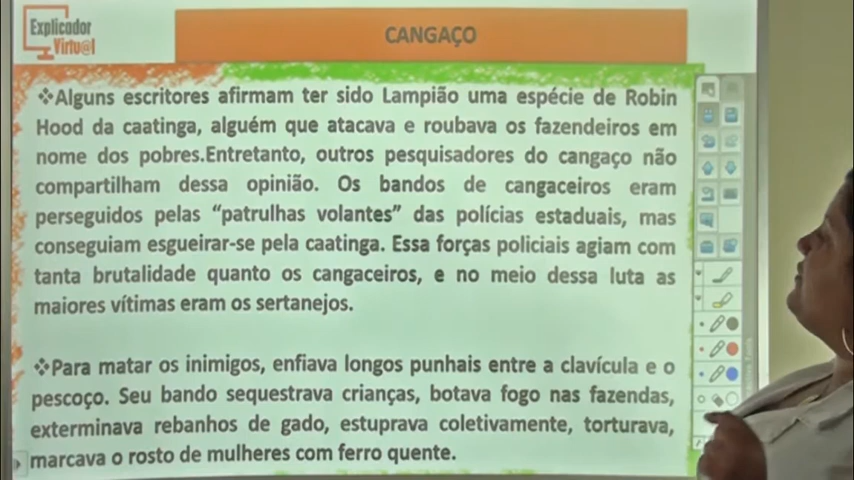 Explicador
Virtu@l
CANGAÇO
❖Alguns escritores afirmam ter sido Lampião uma espécie de Robin
Hood da caatinga, alguém que atacava e roubava os fazendeiros em
nome dos pobres.Entretanto, outros pesquisadores do cangaço não
compartilham dessa opinião. Os bandos de cangaceiros eram
perseguidos pelas “patrulhas volantes” das polícias estaduais, mas
conseguiam esgueirar-se pela caatinga. Essa forças policiais agiam com
tanta brutalidade quanto os cangaceiros, e no meio dessa luta as
maiores vítimas eram os sertanejos.
❖Para matar os inimigos, enfiava longos punhais entre a clavícula e o
pescoço. Seu bando sequestrava crianças, botava fogo nas fazendas,
exterminava rebanhos de gado, estuprava coletivamente, torturava,
marcava o rosto de mulheres com ferro quente.